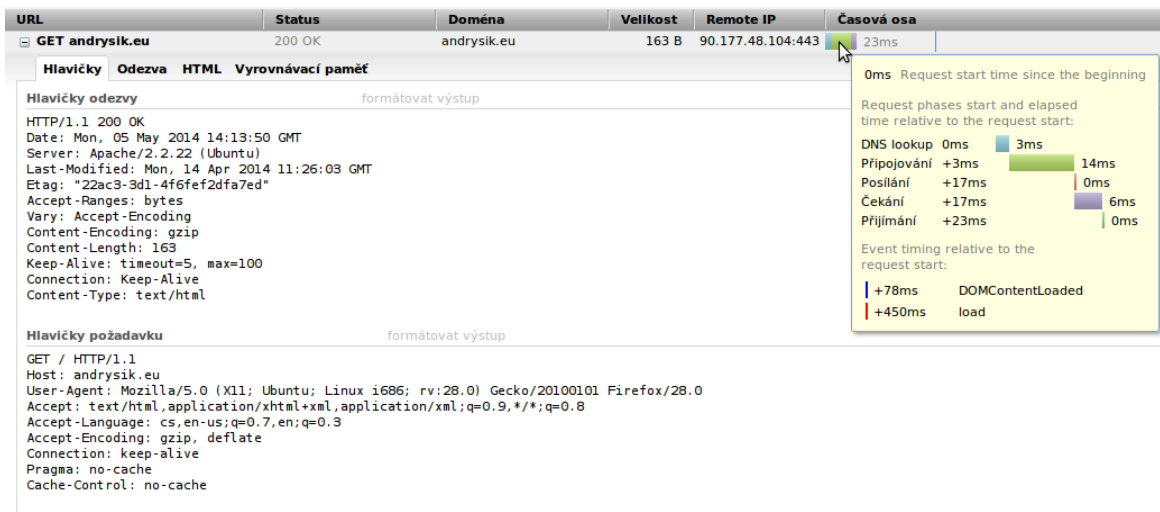 URL Status Doména Velikost Remote IP Časová osa
GET andrysik.eu 200 OK andrysik.eu 163 B 90.177.48.104:443 23ms
Hlavičky Odezva HTML Vyrovnávací paměť
Hlavičky odezvy formátovat výstup
HTTP/1.1 200 OK
Date: Mon, 05 May 2014 14:13:50 GMT
Server: Apache/2.2.22 (Ubuntu)
Last-Modified: Mon, 14 Apr 2014 11:26:03 GMT
Etag: "22ac3-3d1-4f6fef2dfa7ed"
Accept-Ranges: bytes
Vary: Accept-Encoding
Content-Encoding: gzip
Content-Length: 163
Keep-Alive: timeout=5, max=100
Connection: Keep-Alive
Content-Type: text/html
Hlavičky požadavku formátovat výstup
GET / HTTP/1.1
Host: andrysik.eu
User-Agent: Mozilla/5.0 (X11; Ubuntu; Linux i686; rv:28.0) Gecko/20100101 Firefox/28.0
Accept: text/html,application/xhtml+xml,application/xml;q=0.9,*/*;q=0.8
Accept-Language: cs,en-us;q=0.7,en;q=0.3
Accept-Encoding: gzip, deflate
Connection: keep-alive
Pragma: no-cache
Cache-Control: no-cache
0ms Request start time since the beginning
Request phases start and elapsed
time relative to the request start:
DNS lookup 0ms 3ms
Připojování +3ms 14ms
Posílání +17ms 0ms
Čekání +17ms 6ms
Přijímání +23ms 0ms
Event timing relative to the
request start:
+78ms DOMContentLoaded
+450ms load